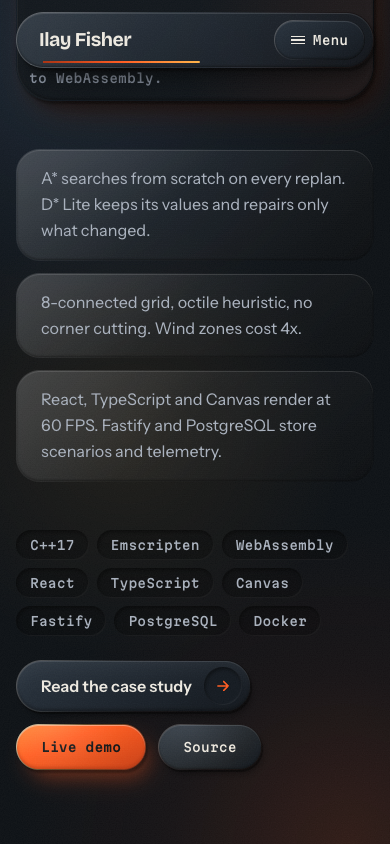 Ilay Fisher
Menu
to WebAssembly.
A* searches from scratch on every replan.
D* Lite keeps its values and repairs only
what changed.
8-connected grid, octile heuristic, no
corner cutting. Wind zones cost 4x.
React, TypeScript and Canvas render at
60 FPS. Fastify and PostgreSQL store
scenarios and telemetry.
C++17 Emscripten WebAssembly
React TypeScript Canvas
Fastify PostgreSQL Docker
Read the case study →
Live demo Source